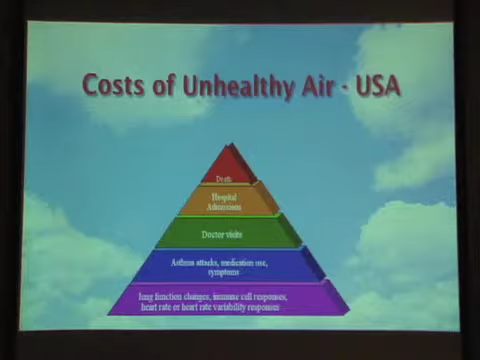 Costs of Unhealthy Air - USA
Death
Hospital
Admissions
Doctor visits
Asthma attacks, medication use,
symptoms
lung function changes, immune cell responses,
heart rate or heart rate variability responses